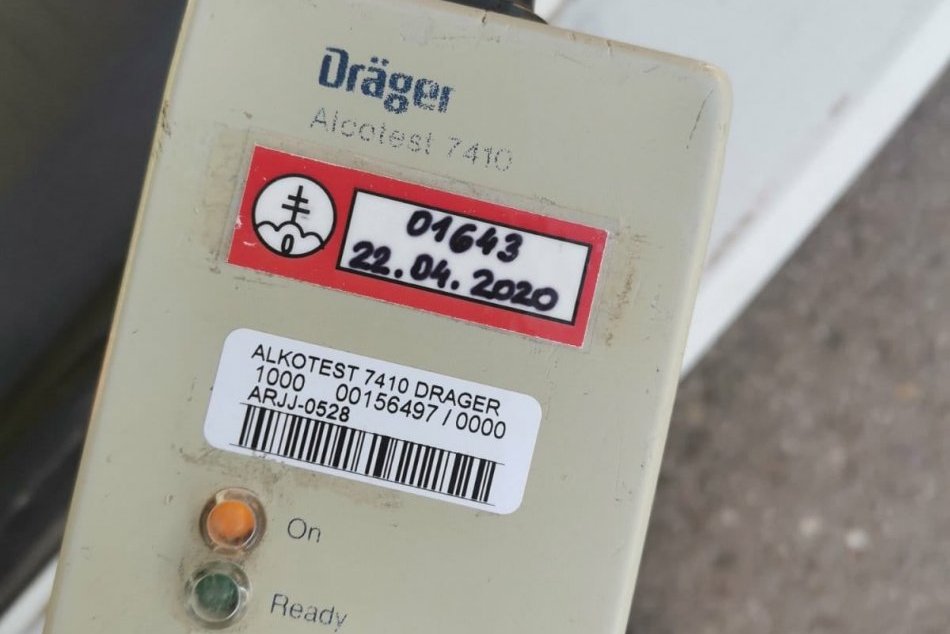 Dräger
Alcotest 7410
01643
22.04.2020
ALKOTEST 7410 DRAGER
1000 00156497 / 0000
ARJJ-0528
On
Ready